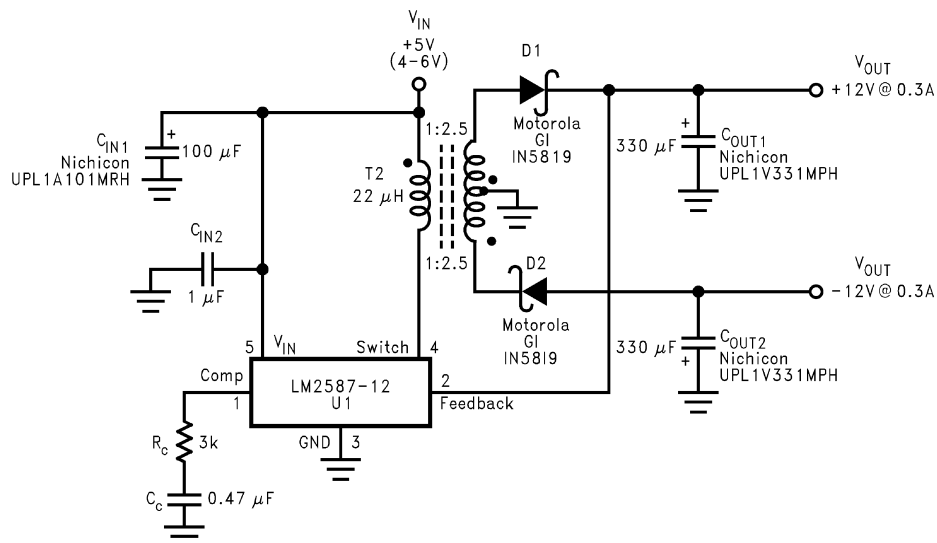 V_IN
+5V
(4-6V)
D1
V_OUT
+12V@ 0.3A
C_IN1
Nichicon
UPL1A101MRH
+
100 μF
1:2.5
Motorola
GI
IN5819
330 μF
+
C_OUT1
Nichicon
UPL1V331MPH
T2
22 μH
C_IN2
1 μF
1:2.5
D2
V_OUT
-12V@ 0.3A
Motorola
GI
IN58I9
330 μF
+
C_OUT2
Nichicon
UPL1V331MPH
5
V_IN
Switch
4
Comp
1
LM2587-12
U1
2
Feedback
GND
3
R_c
3k
C_c
0.47 μF